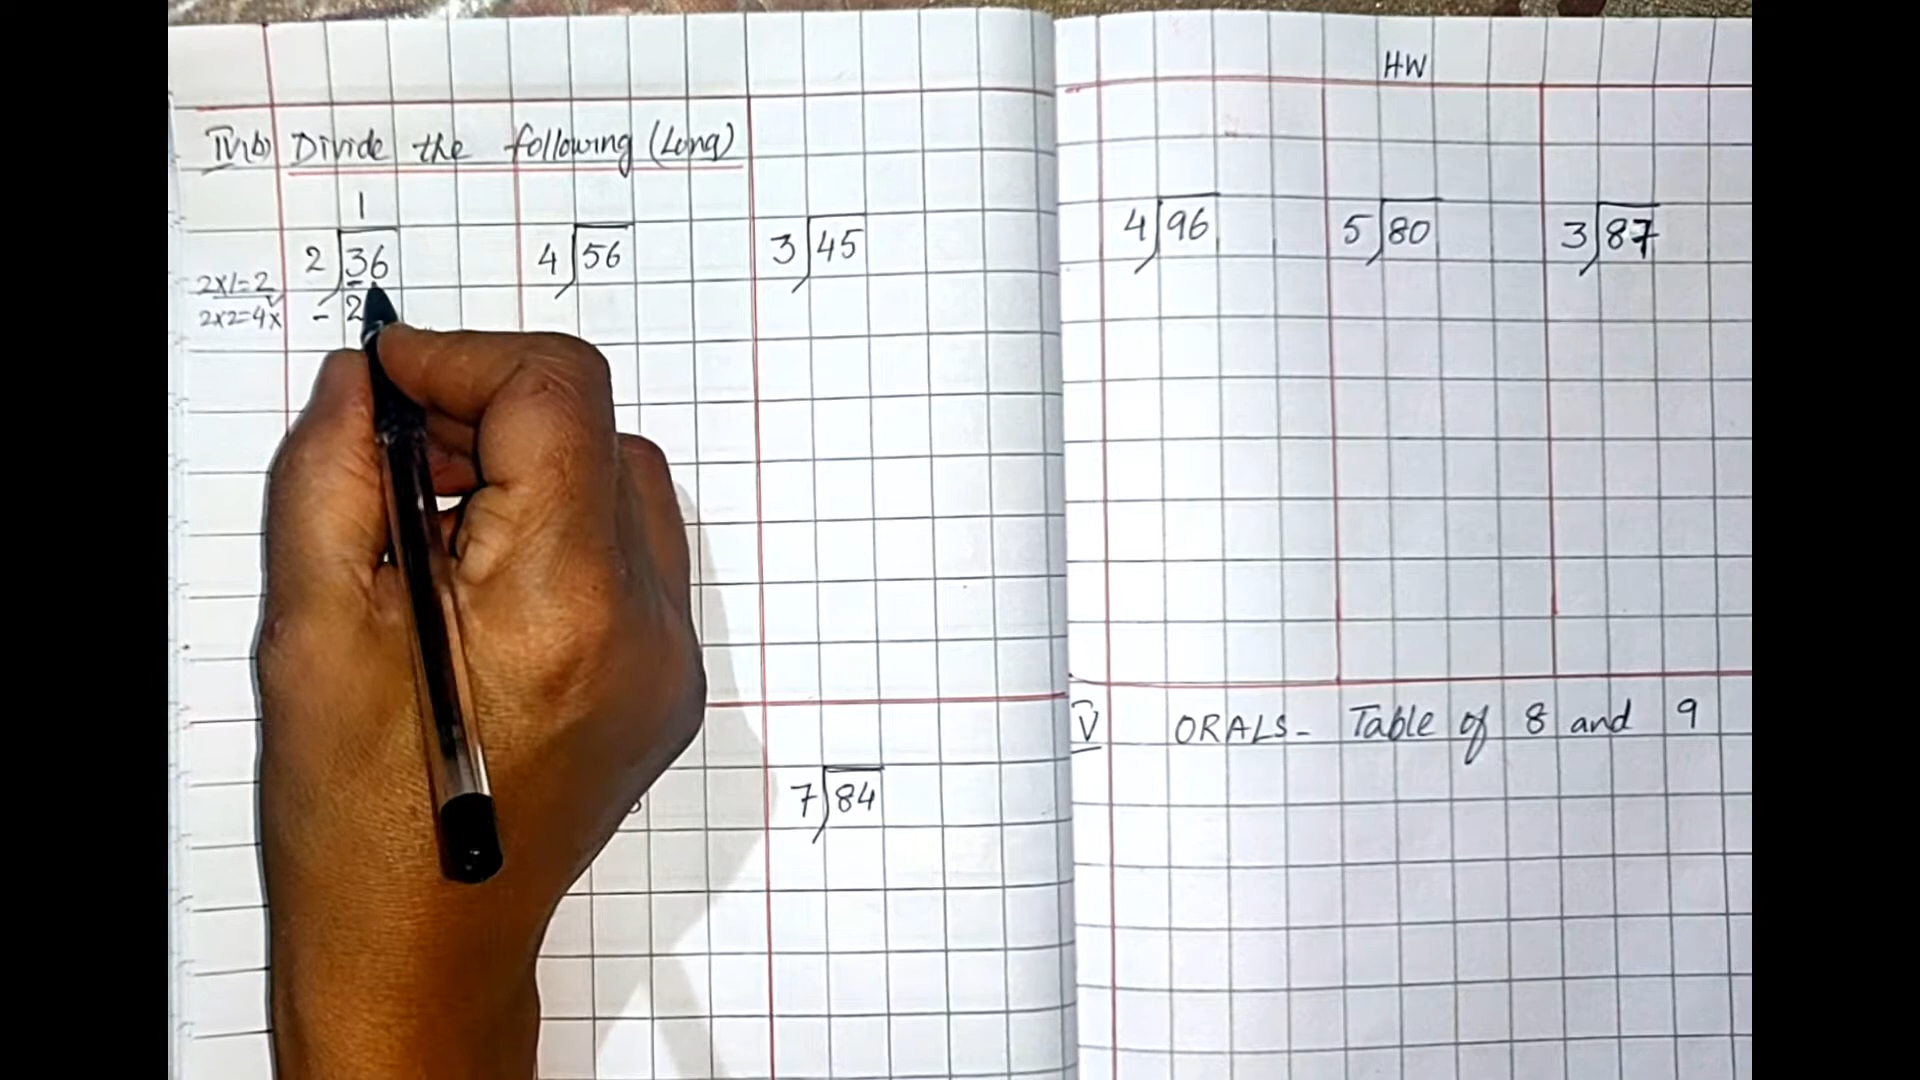 IV(b) Divide the following (Long)
1
2)36
2x1=2
2x2=4x
- 2
4)56
3)45
7)84
HW
4)96
5)80
3)87
V ORALS - Table of 8 and 9